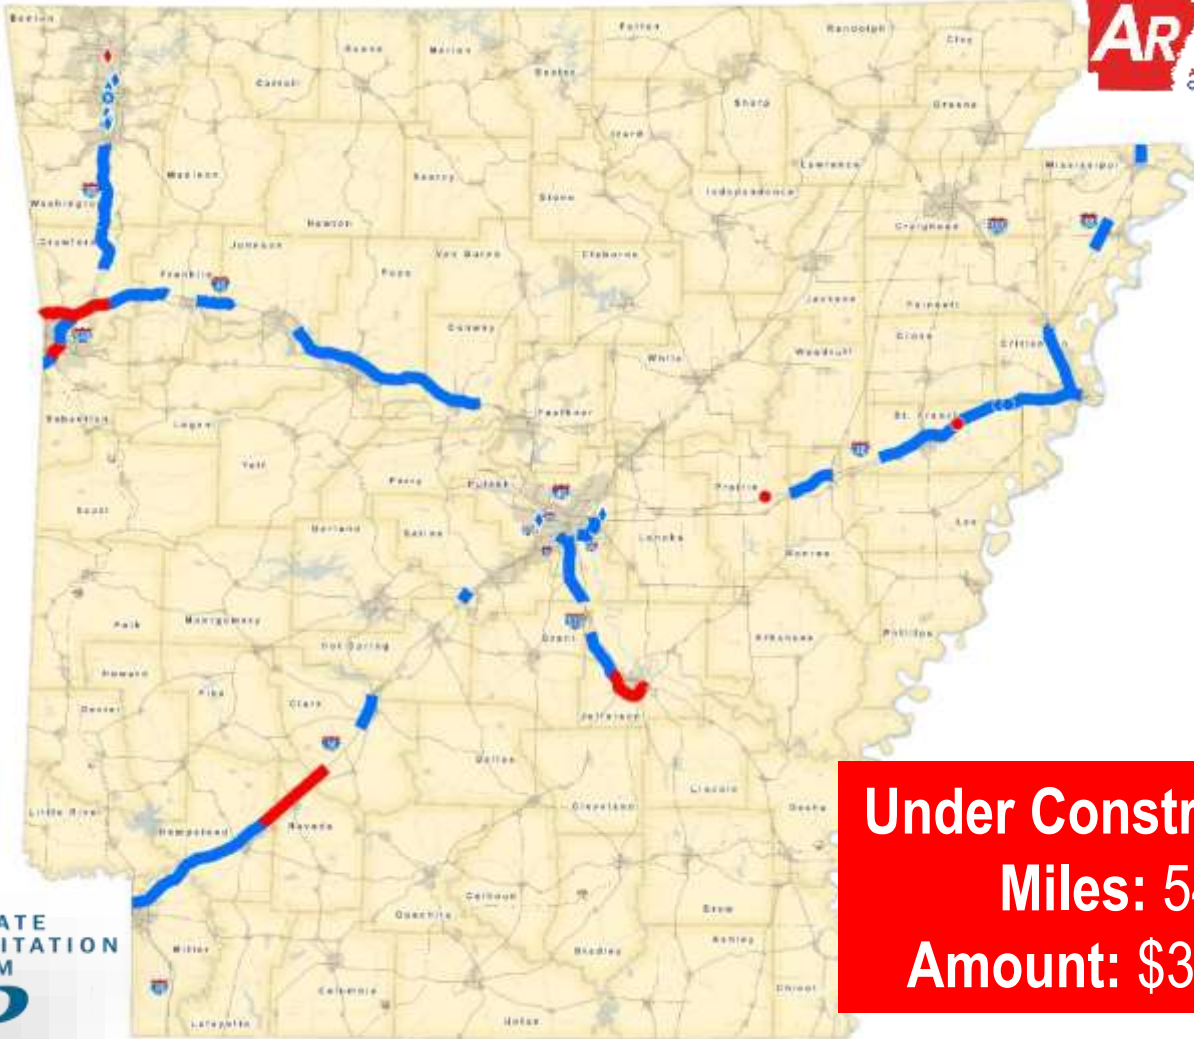 AR
Benton
Boone
Marion
Fulton
Randolph
Clay
Carroll
Baxter
Sharp
Greene
Izard
Lawrence
Mississippi
Madison
Searcy
Stone
Independence
Washington
Newton
Craighead
Crawford
Johnson
Van Buren
Cleburne
Franklin
Pope
Jackson
Poinsett
Conway
White
Woodruff
Cross
Crittenden
Sebastian
Logan
Faulkner
St. Francis
Yell
Perry
Pulaski
Prairie
Scott
Garland
Saline
Lonoke
Lee
Monroe
Polk
Montgomery
Hot Spring
Grant
Arkansas
Phillips
Howard
Pike
Clark
Sevier
Jefferson
Dallas
Lincoln
Little River
Hempstead
Nevada
Cleveland
Desha
Under Constr
Miles: 5
Amount: $3
Calhoun
Ouachita
Drew
ATE
ITATION
M
Miller
Bradley
Ashley
Columbia
Chicot
Lafayette
Union